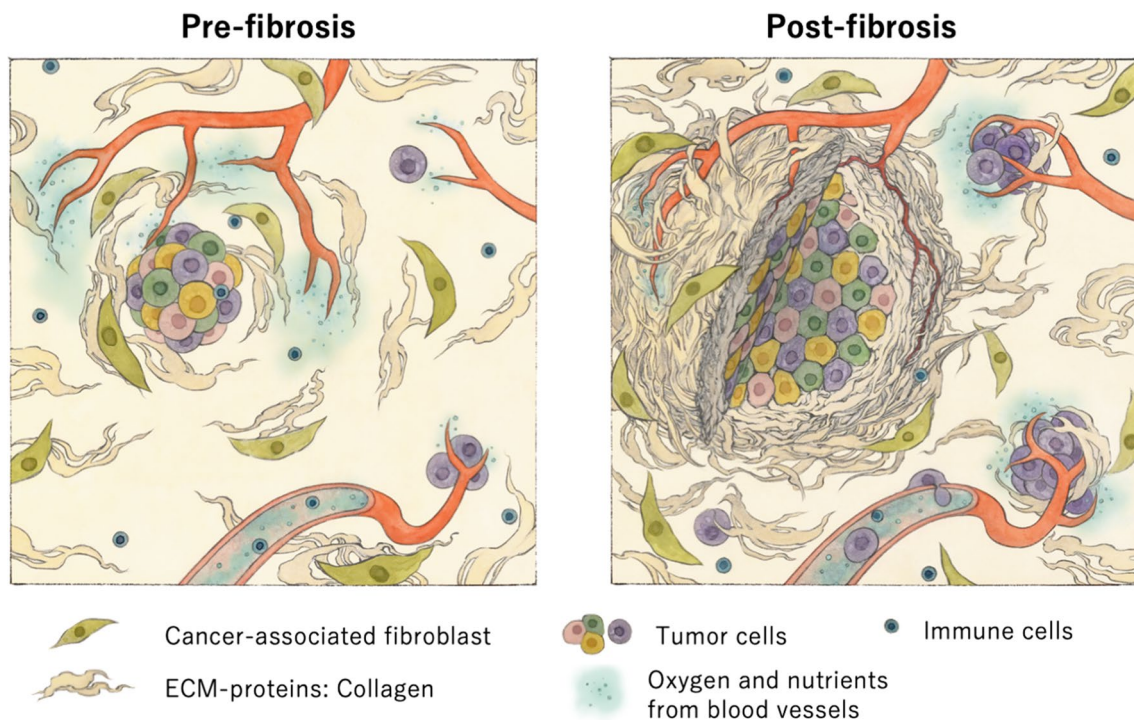 Pre-fibrosis
Post-fibrosis
Cancer-associated fibroblast
ECM-proteins: Collagen
Tumor cells
Oxygen and nutrients
from blood vessels
Immune cells